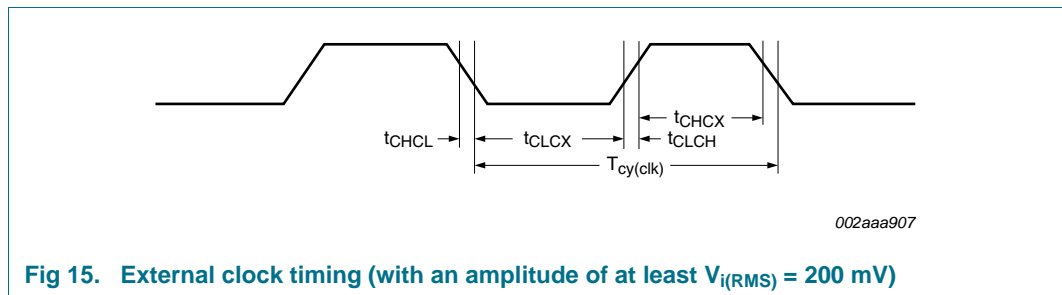 tCHCX
tCHCL
tCLCX
tCLCH
Tcy(clk)
002aaa907
Fig 15. External clock timing (with an amplitude of at least Vi(RMS) = 200 mV)